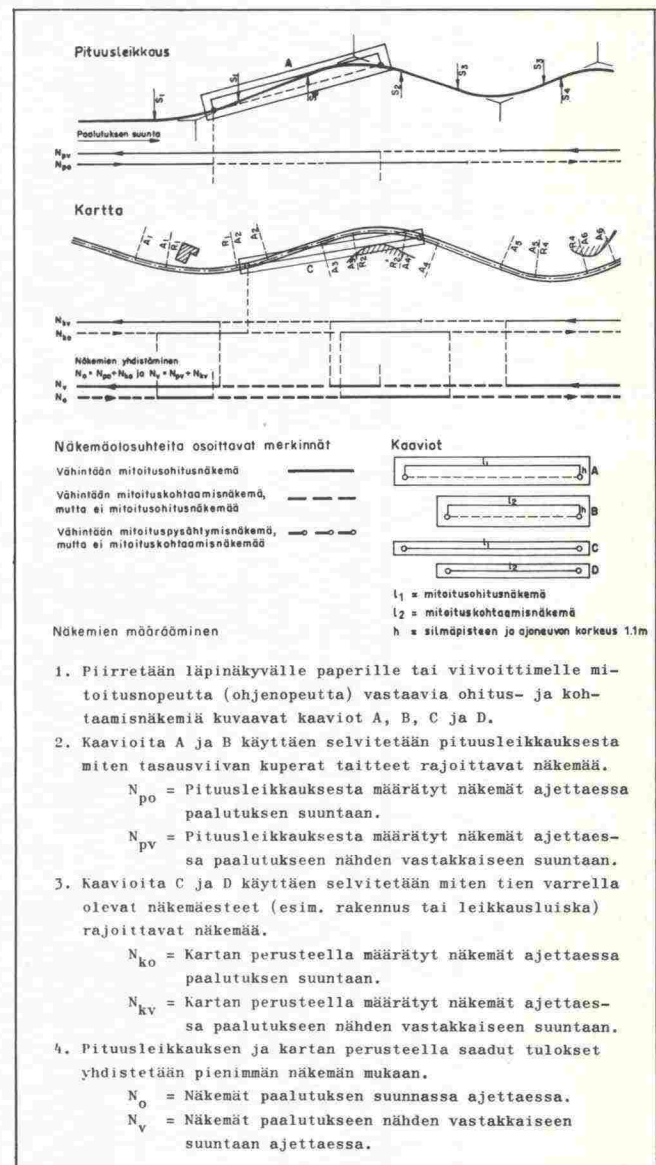 Pituusleikkaus
A
S1
S1
S2
S3
S3
S4
Paalutuksen suunta
Npv
Npo
Kartta
A1
A1
R1
R1
A2
A2
C
A3
A3
R2
R2
A4
A4
A5
A5
R4
R4
A6
A6
Nkv
Nko
Näkemien yhdistäminen
No = Npo + Nko ja Nv = Npv + Nkv
Nv
No
Näkemäolosuhteita osoittavat merkinnät
Vähintään mitoitusohitusnäkemä
Vähintään mitoituskohtaamisnäkemä,
mutta ei mitoitusohitusnäkemää
Vähintään mitoituspysähtymisnäkemä,
mutta ei mitoituskohtaamisnäkemää
Kaaviot
l1
h A
l2
h B
l1
C
l2
D
l1 = mitoitusohitusnäkemä
l2 = mitoituskohtaamisnäkemä
h = silmäpisteen ja ajoneuvon korkeus 1.1m
Näkemien määrääminen
1. Piirretään läpinäkyvälle paperille tai viivoittimelle mi-
toitusnopeutta (ohjenopeutta) vastaavia ohitus- ja koh-
taamisnäkemiä kuvaavat kaaviot A, B, C ja D.
2. Kaavioita A ja B käyttäen selvitetään pituusleikkauksesta
miten tasausviivan kuperat taitteet rajoittavat näkemää.
Npo = Pituusleikkauksesta määrätyt näkemät ajettaessa
paalutuksen suuntaan.
Npv = Pituusleikkauksesta määrätyt näkemät ajettaes-
sa paalutukseen nähden vastakkaiseen suuntaan.
3. Kaavioita C ja D käyttäen selvitetään miten tien varrella
olevat näkemäesteet (esim. rakennus tai leikkausluiska)
rajoittavat näkemää.
Nko = Kartan perusteella määrätyt näkemät ajettaessa
paalutuksen suuntaan.
Nkv = Kartan perusteella määrätyt näkemät ajettaes-
sa paalutukseen nähden vastakkaiseen suuntaan.
4. Pituusleikkauksen ja kartan perusteella saadut tulokset
yhdistetään pienimmän näkemän mukaan.
No = Näkemät paalutuksen suunnassa ajettaessa.
Nv = Näkemät paalutukseen nähden vastakkaiseen
suuntaan ajettaessa.